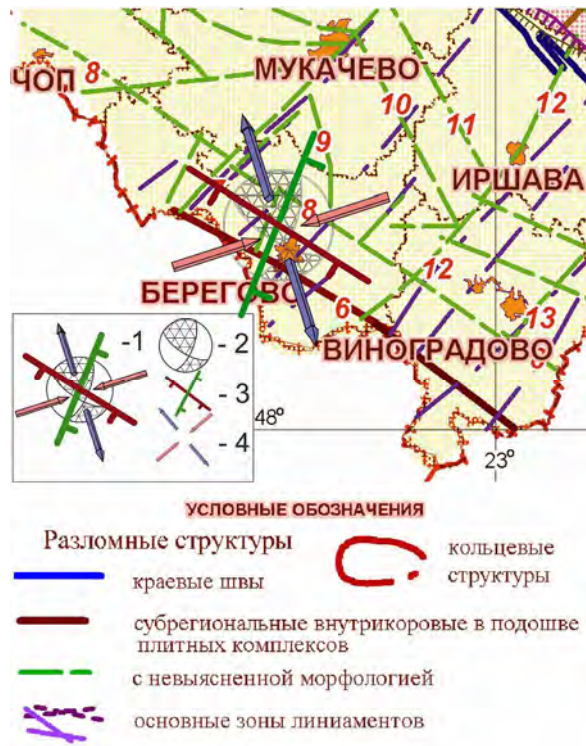 МУКАЧЕВО
ЧОП
8
10
11
12
9
ИРШАВА
8
БЕРЕГОВО
12
6
13
ВИНОГРАДОВО
-1
- 2
- 3
- 4
48°
23°
УСЛОВНЫЕ ОБОЗНАЧЕНИЯ
Разломные структуры
кольцевые
структуры
краевые швы
субрегиональные внутрикоровые в подошве
плитных комплексов
с невыясненной морфологией
основные зоны линиаментов